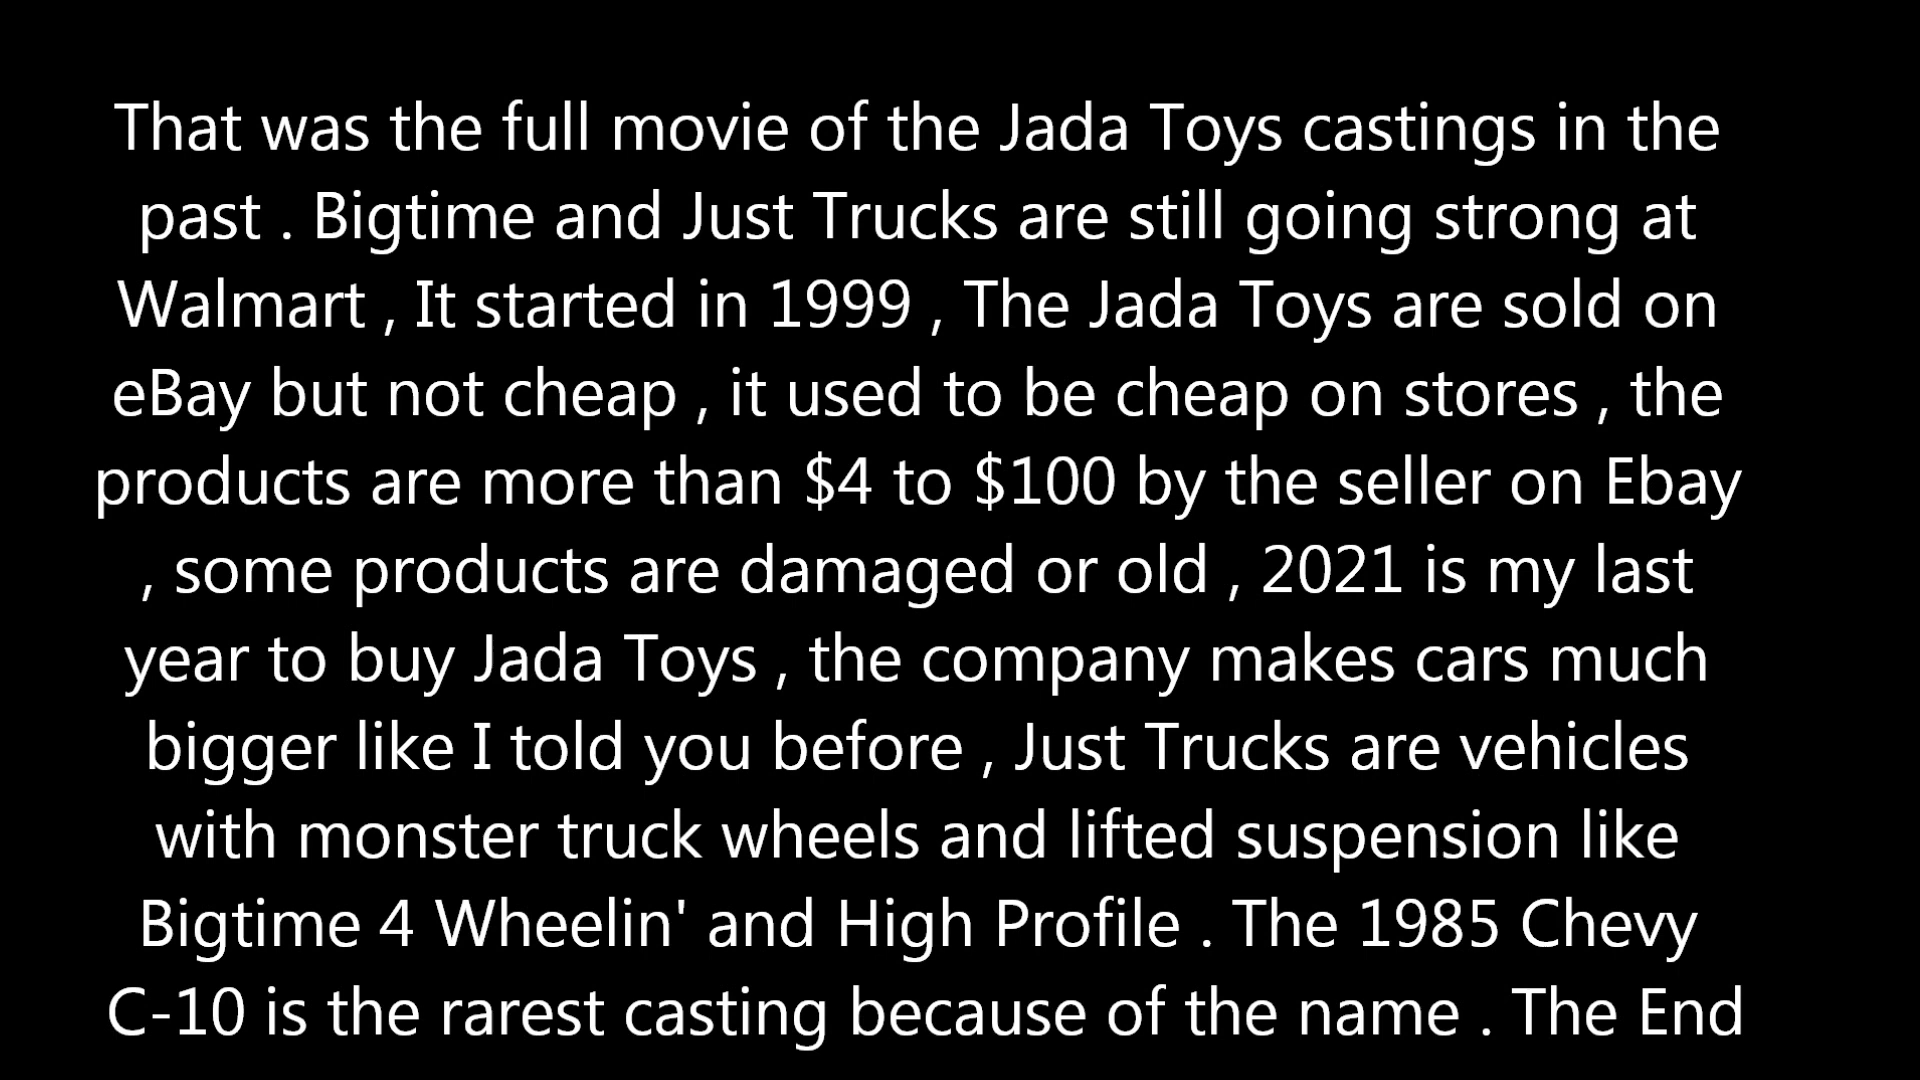 That was the full movie of the Jada Toys castings in the
past . Bigtime and Just Trucks are still going strong at
Walmart , It started in 1999 , The Jada Toys are sold on
eBay but not cheap , it used to be cheap on stores , the
products are more than $4 to $100 by the seller on Ebay
, some products are damaged or old , 2021 is my last
year to buy Jada Toys , the company makes cars much
bigger like I told you before , Just Trucks are vehicles
with monster truck wheels and lifted suspension like
Bigtime 4 Wheelin' and High Profile . The 1985 Chevy
C-10 is the rarest casting because of the name . The End